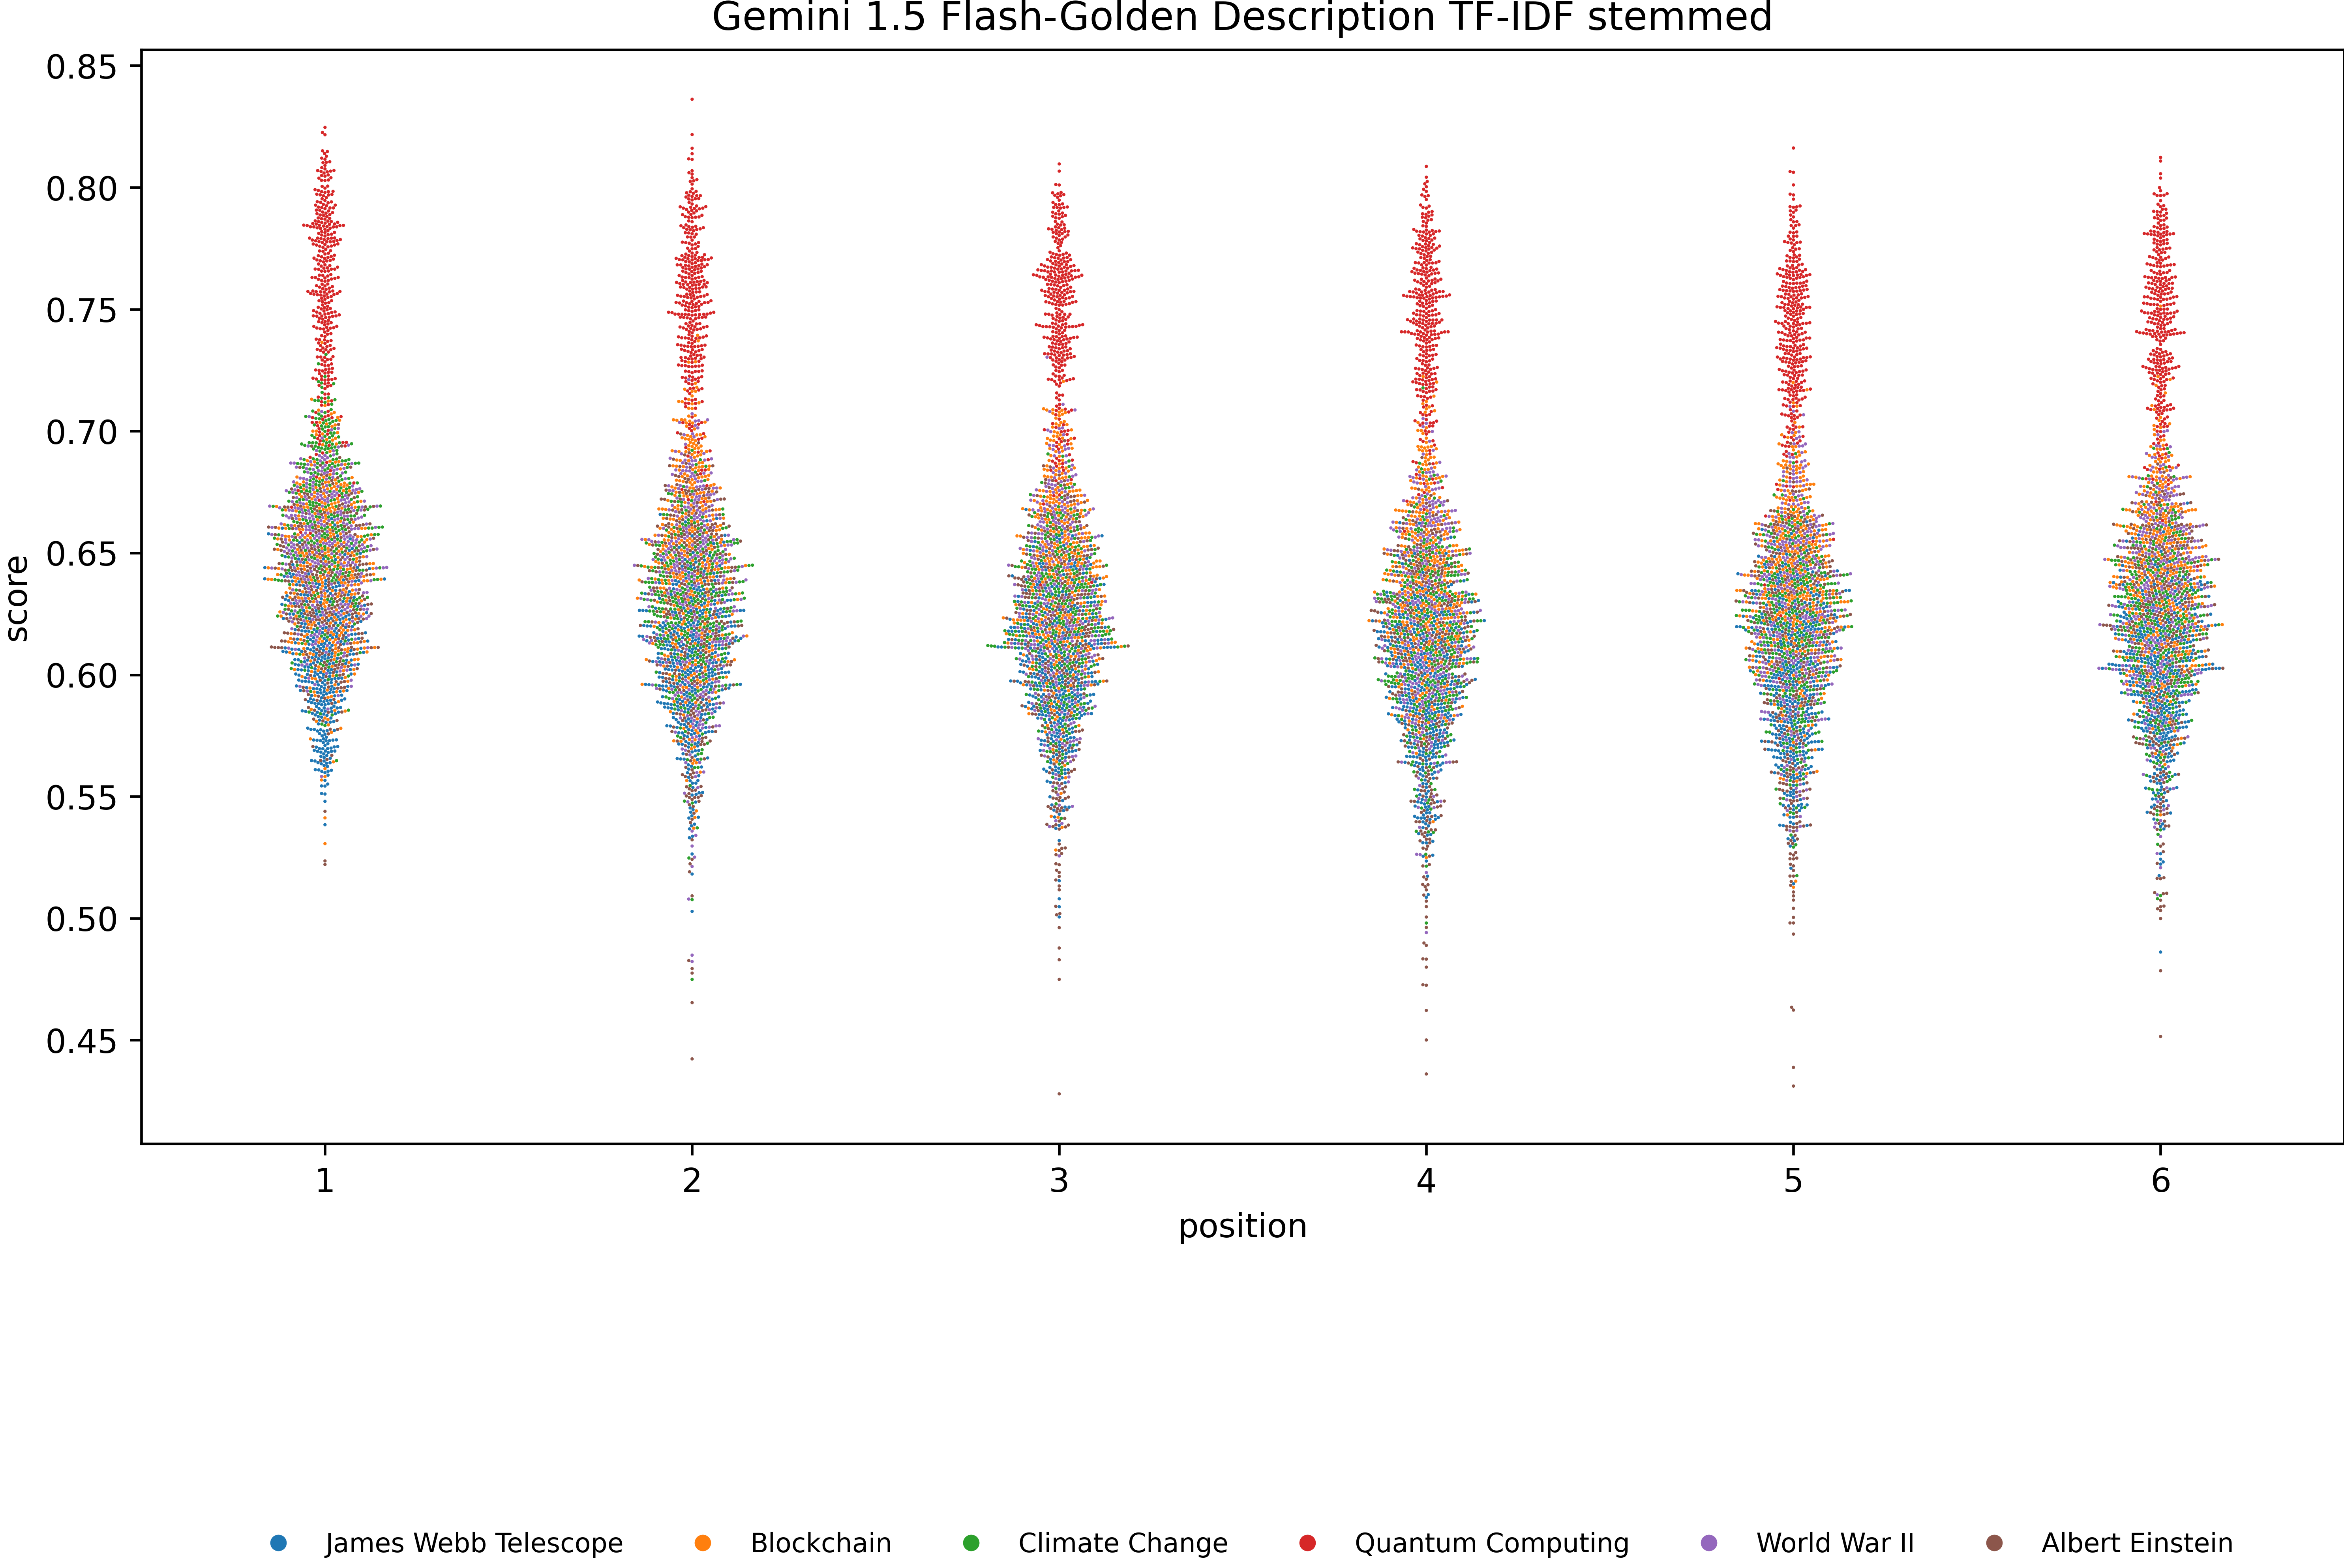 Gemini 1.5 Flash-Golden Description TF-IDF stemmed
0.85
0.80
0.75
0.70
0.65
0.60
0.55
0.50
0.45
score
1 2 3 4 5 6
position
James Webb Telescope Blockchain Climate Change Quantum Computing World War II Albert Einstein